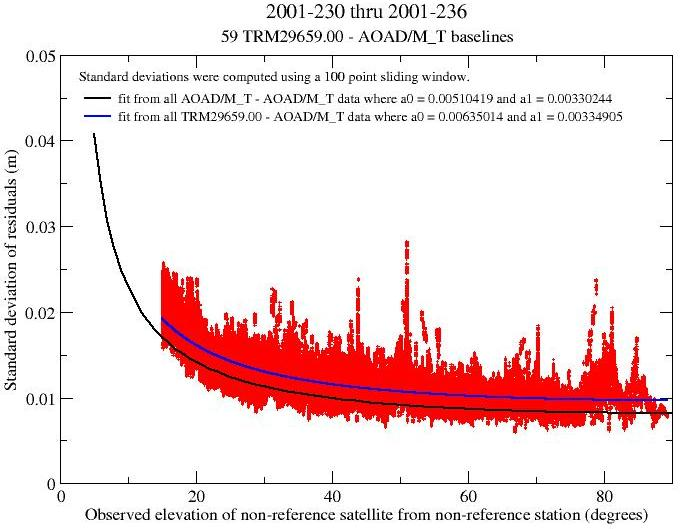 2001-230 thru 2001-236
59 TRM29659.00 - AOAD/M_T baselines
Standard deviations were computed using a 100 point sliding window.
fit from all AOAD/M_T - AOAD/M_T data where a0 = 0.00510419 and a1 = 0.00330244
fit from all TRM29659.00 - AOAD/M_T data where a0 = 0.00635014 and a1 = 0.00334905
Standard deviation of residuals (m)
0.05
0.04
0.03
0.02
0.01
0
0 20 40 60 80
Observed elevation of non-reference satellite from non-reference station (degrees)